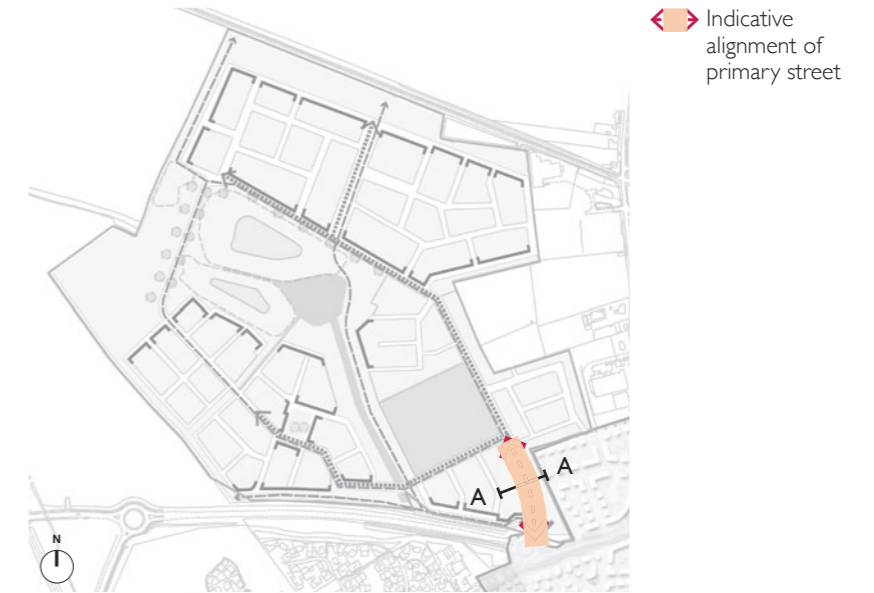 Indicative
alignment of
primary street
A
A
N